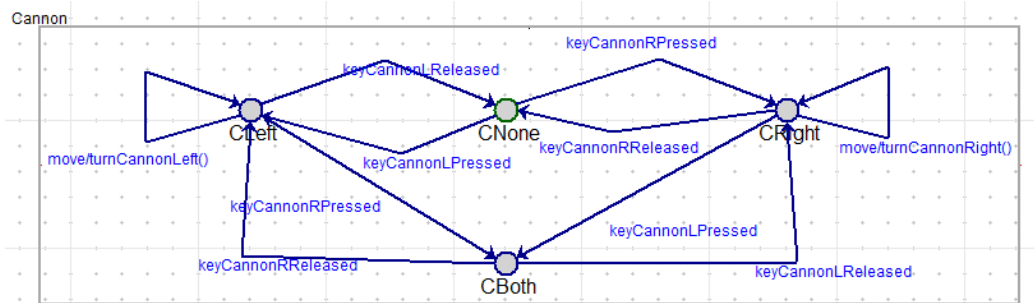 Cannon
keyCannonRPressed
keyCannonLReleased
CLeft
CNone
CRight
keyCannonRReleased
move/turnCannonLeft()
keyCannonLPressed
move/turnCannonRight()
keyCannonRPressed
keyCannonLPressed
keyCannonRReleased
keyCannonLReleased
CBoth